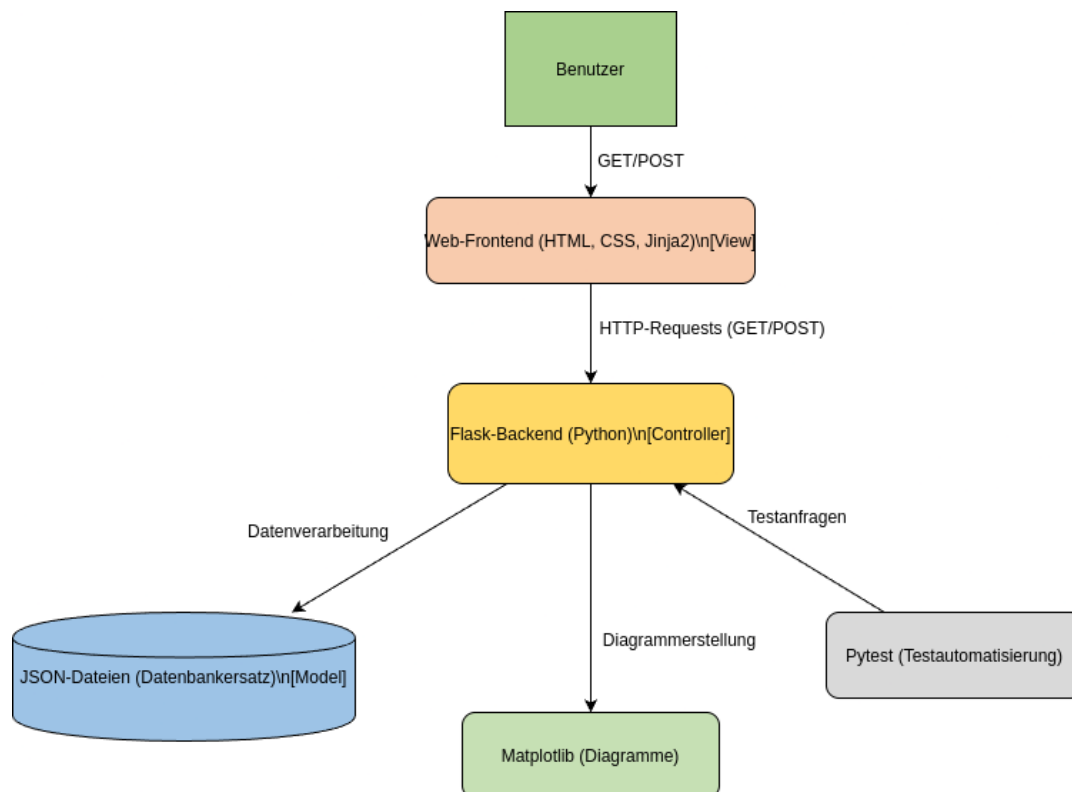 Benutzer
GET/POST
Web-Frontend (HTML, CSS, Jinja2)\n[View]
HTTP-Requests (GET/POST)
Flask-Backend (Python)\n[Controller]
Datenverarbeitung
Testanfragen
JSON-Dateien (Datenbankersatz)\n[Model]
Diagrammerstellung
Pytest (Testautomatisierung)
Matplotlib (Diagramme)